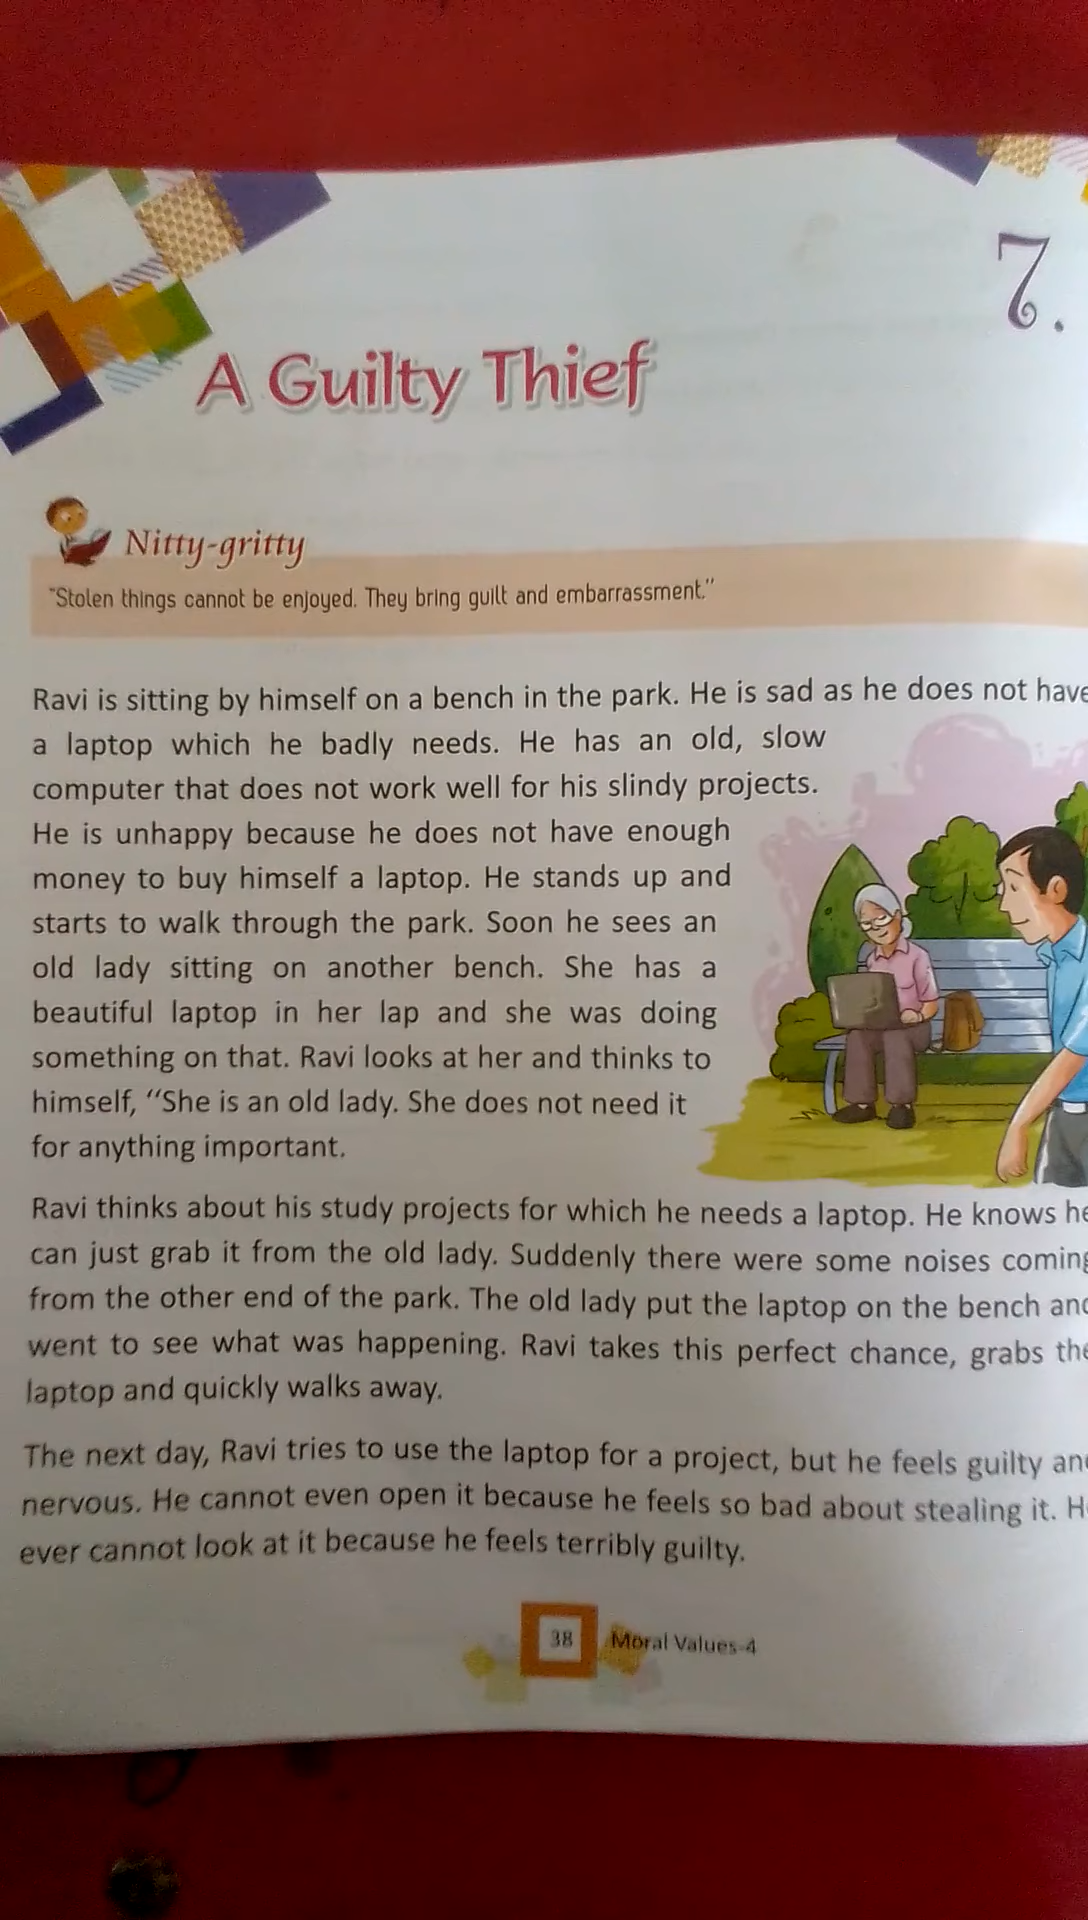 7.
A Guilty Thief
Nitty-gritty
"Stolen things cannot be enjoyed. They bring guilt and embarrassment."
Ravi is sitting by himself on a bench in the park. He is sad as he does not have
a laptop which he badly needs. He has an old, slow
computer that does not work well for his slindy projects.
He is unhappy because he does not have enough
money to buy himself a laptop. He stands up and
starts to walk through the park. Soon he sees an
old lady sitting on another bench. She has a
beautiful laptop in her lap and she was doing
something on that. Ravi looks at her and thinks to
himself, "She is an old lady. She does not need it
for anything important.
Ravi thinks about his study projects for which he needs a laptop. He knows he
can just grab it from the old lady. Suddenly there were some noises coming
from the other end of the park. The old lady put the laptop on the bench and
went to see what was happening. Ravi takes this perfect chance, grabs the
laptop and quickly walks away.
The next day, Ravi tries to use the laptop for a project, but he feels guilty and
nervous. He cannot even open it because he feels so bad about stealing it. H
ever cannot look at it because he feels terribly guilty.
38 Moral Values-4